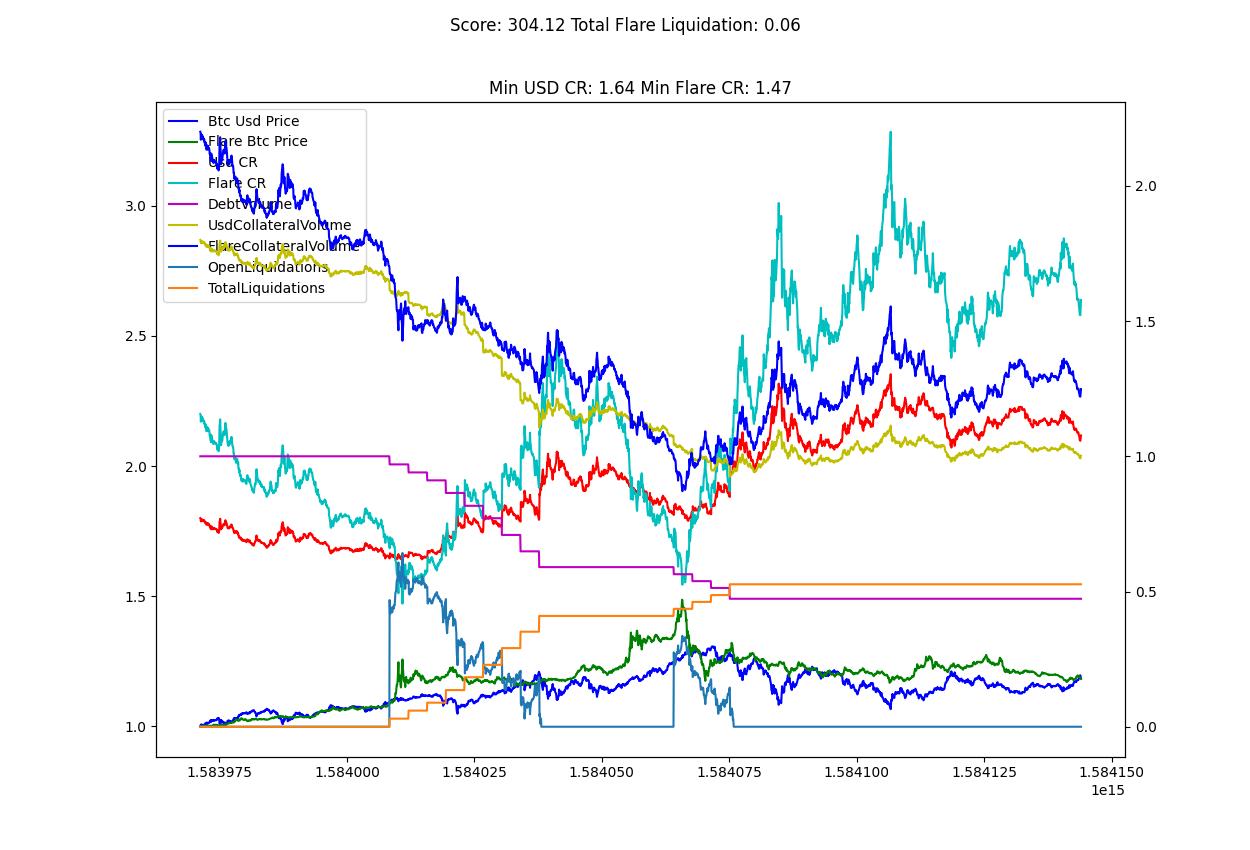 Score: 304.12 Total Flare Liquidation: 0.06
Min USD CR: 1.64 Min Flare CR: 1.47
Btc Usd Price
Flare Btc Price
Usd CR
Flare CR
DebtVolume
UsdCollateralVolume
FlareCollateralVolume
OpenLiquidations
TotalLiquidations
3.0
2.5
2.0
1.5
1.0
2.0
1.5
1.0
0.5
0.0
1.583975 1.584000 1.584025 1.584050 1.584075 1.584100 1.584125 1.584150
1e15